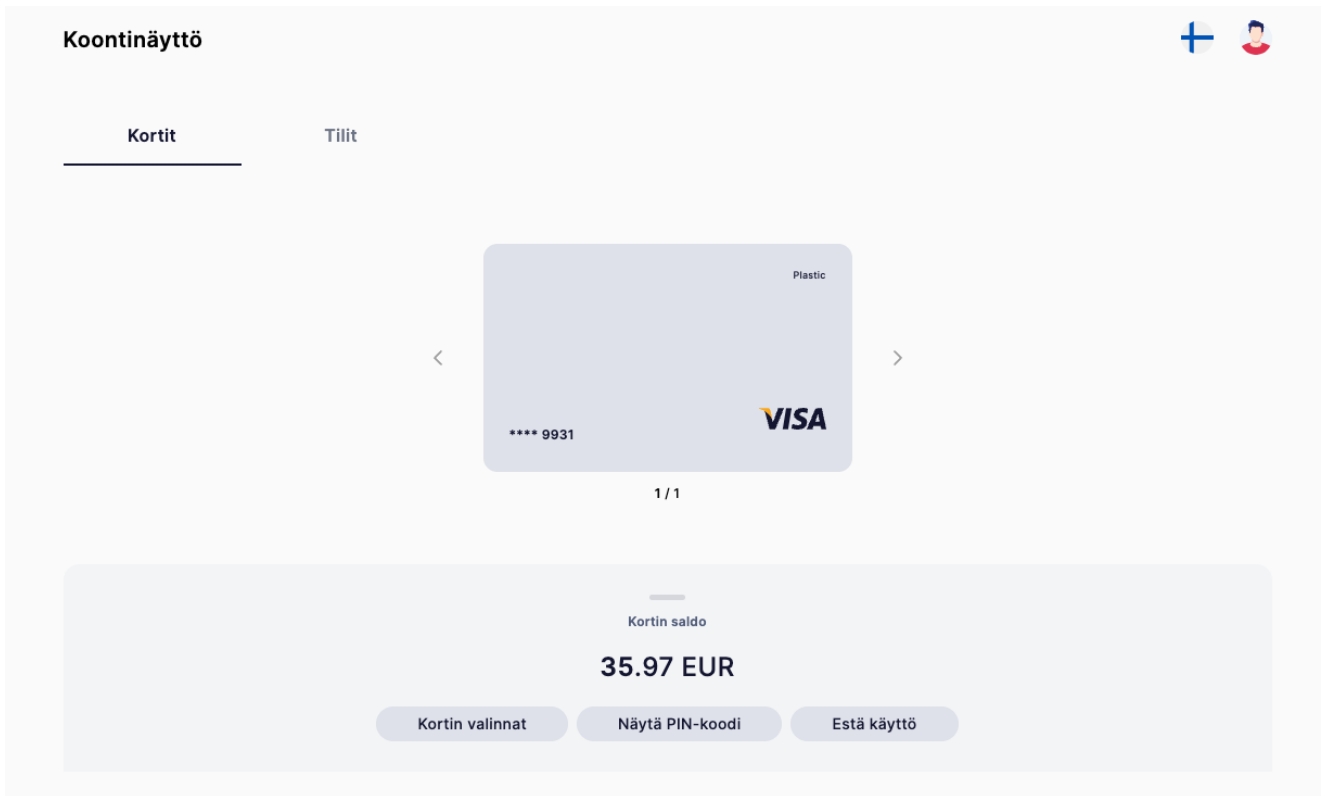 Koontinäyttö
Kortit Tilit
Plastic
VISA
**** 9931
1 / 1
Kortin saldo
35.97 EUR
Kortin valinnat Näytä PIN-koodi Estä käyttö